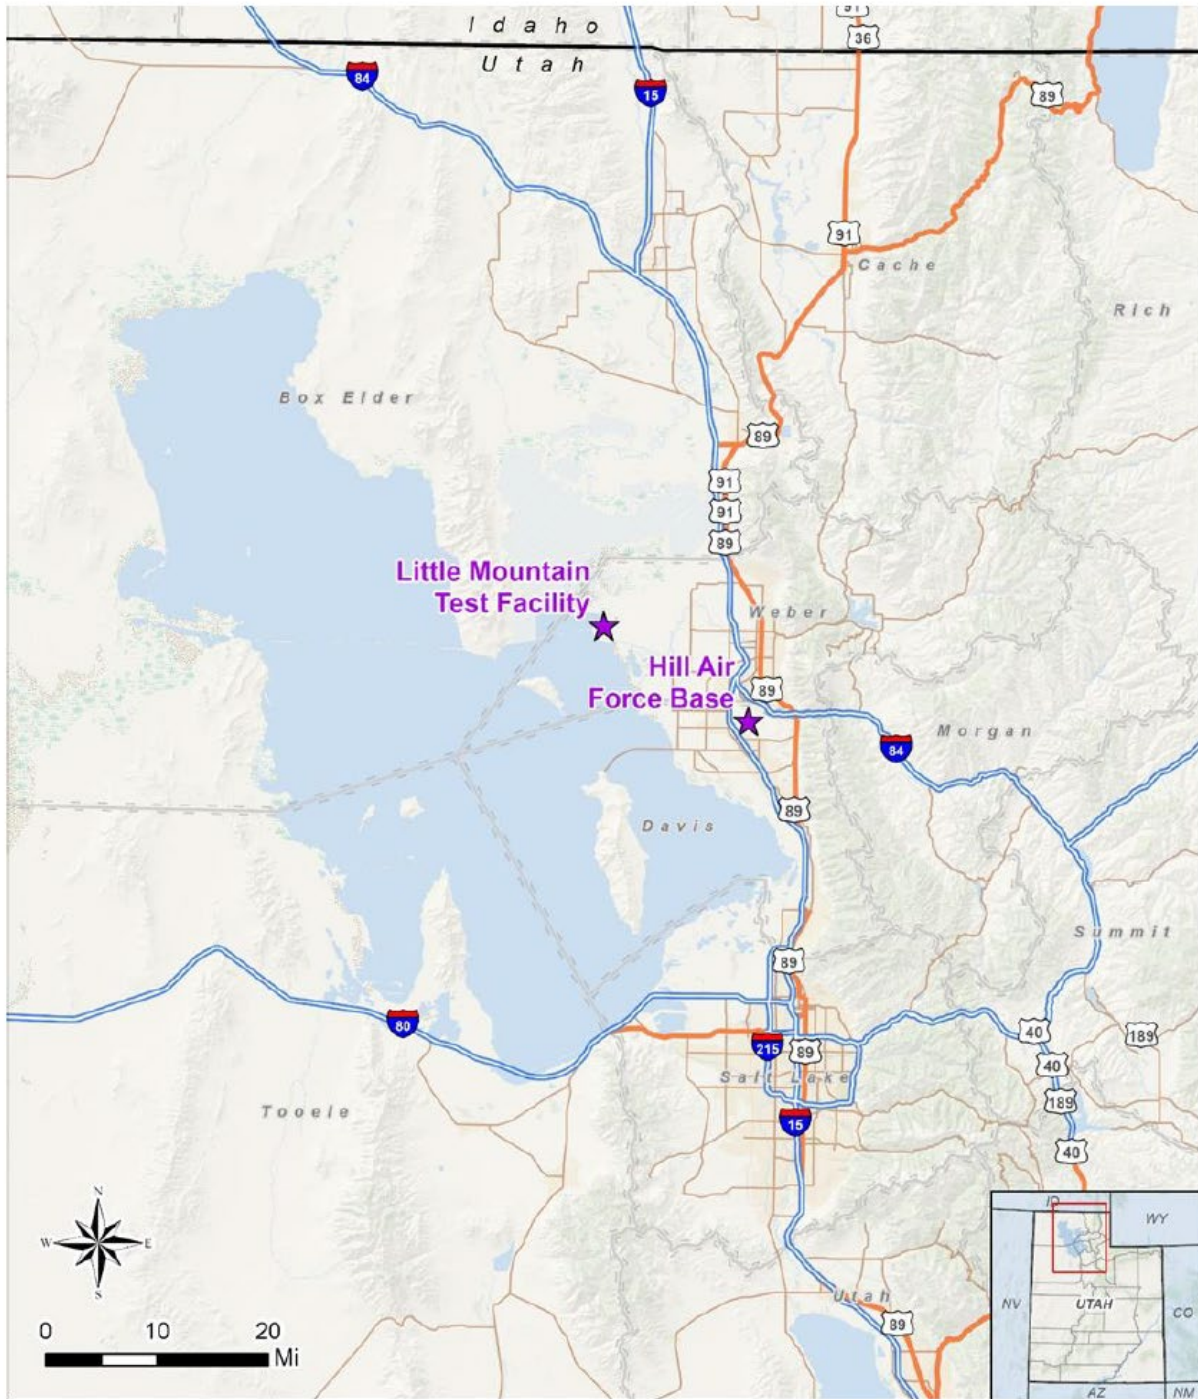 Idaho
91
36
Utah
84
15
89
91
Cache
Rich
Box Elder
89
91
91
89
Little Mountain
Test Facility
Weber
Hill Air
Force Base
89
Morgan
84
89
Davis
Summit
89
80
40
189
215
89
40
Salt Lake
189
Tooele
15
40
N
W E
S
ID
WY
NV
UTAH
CO
AZ
NM
Utah
89
0 10 20
Mi